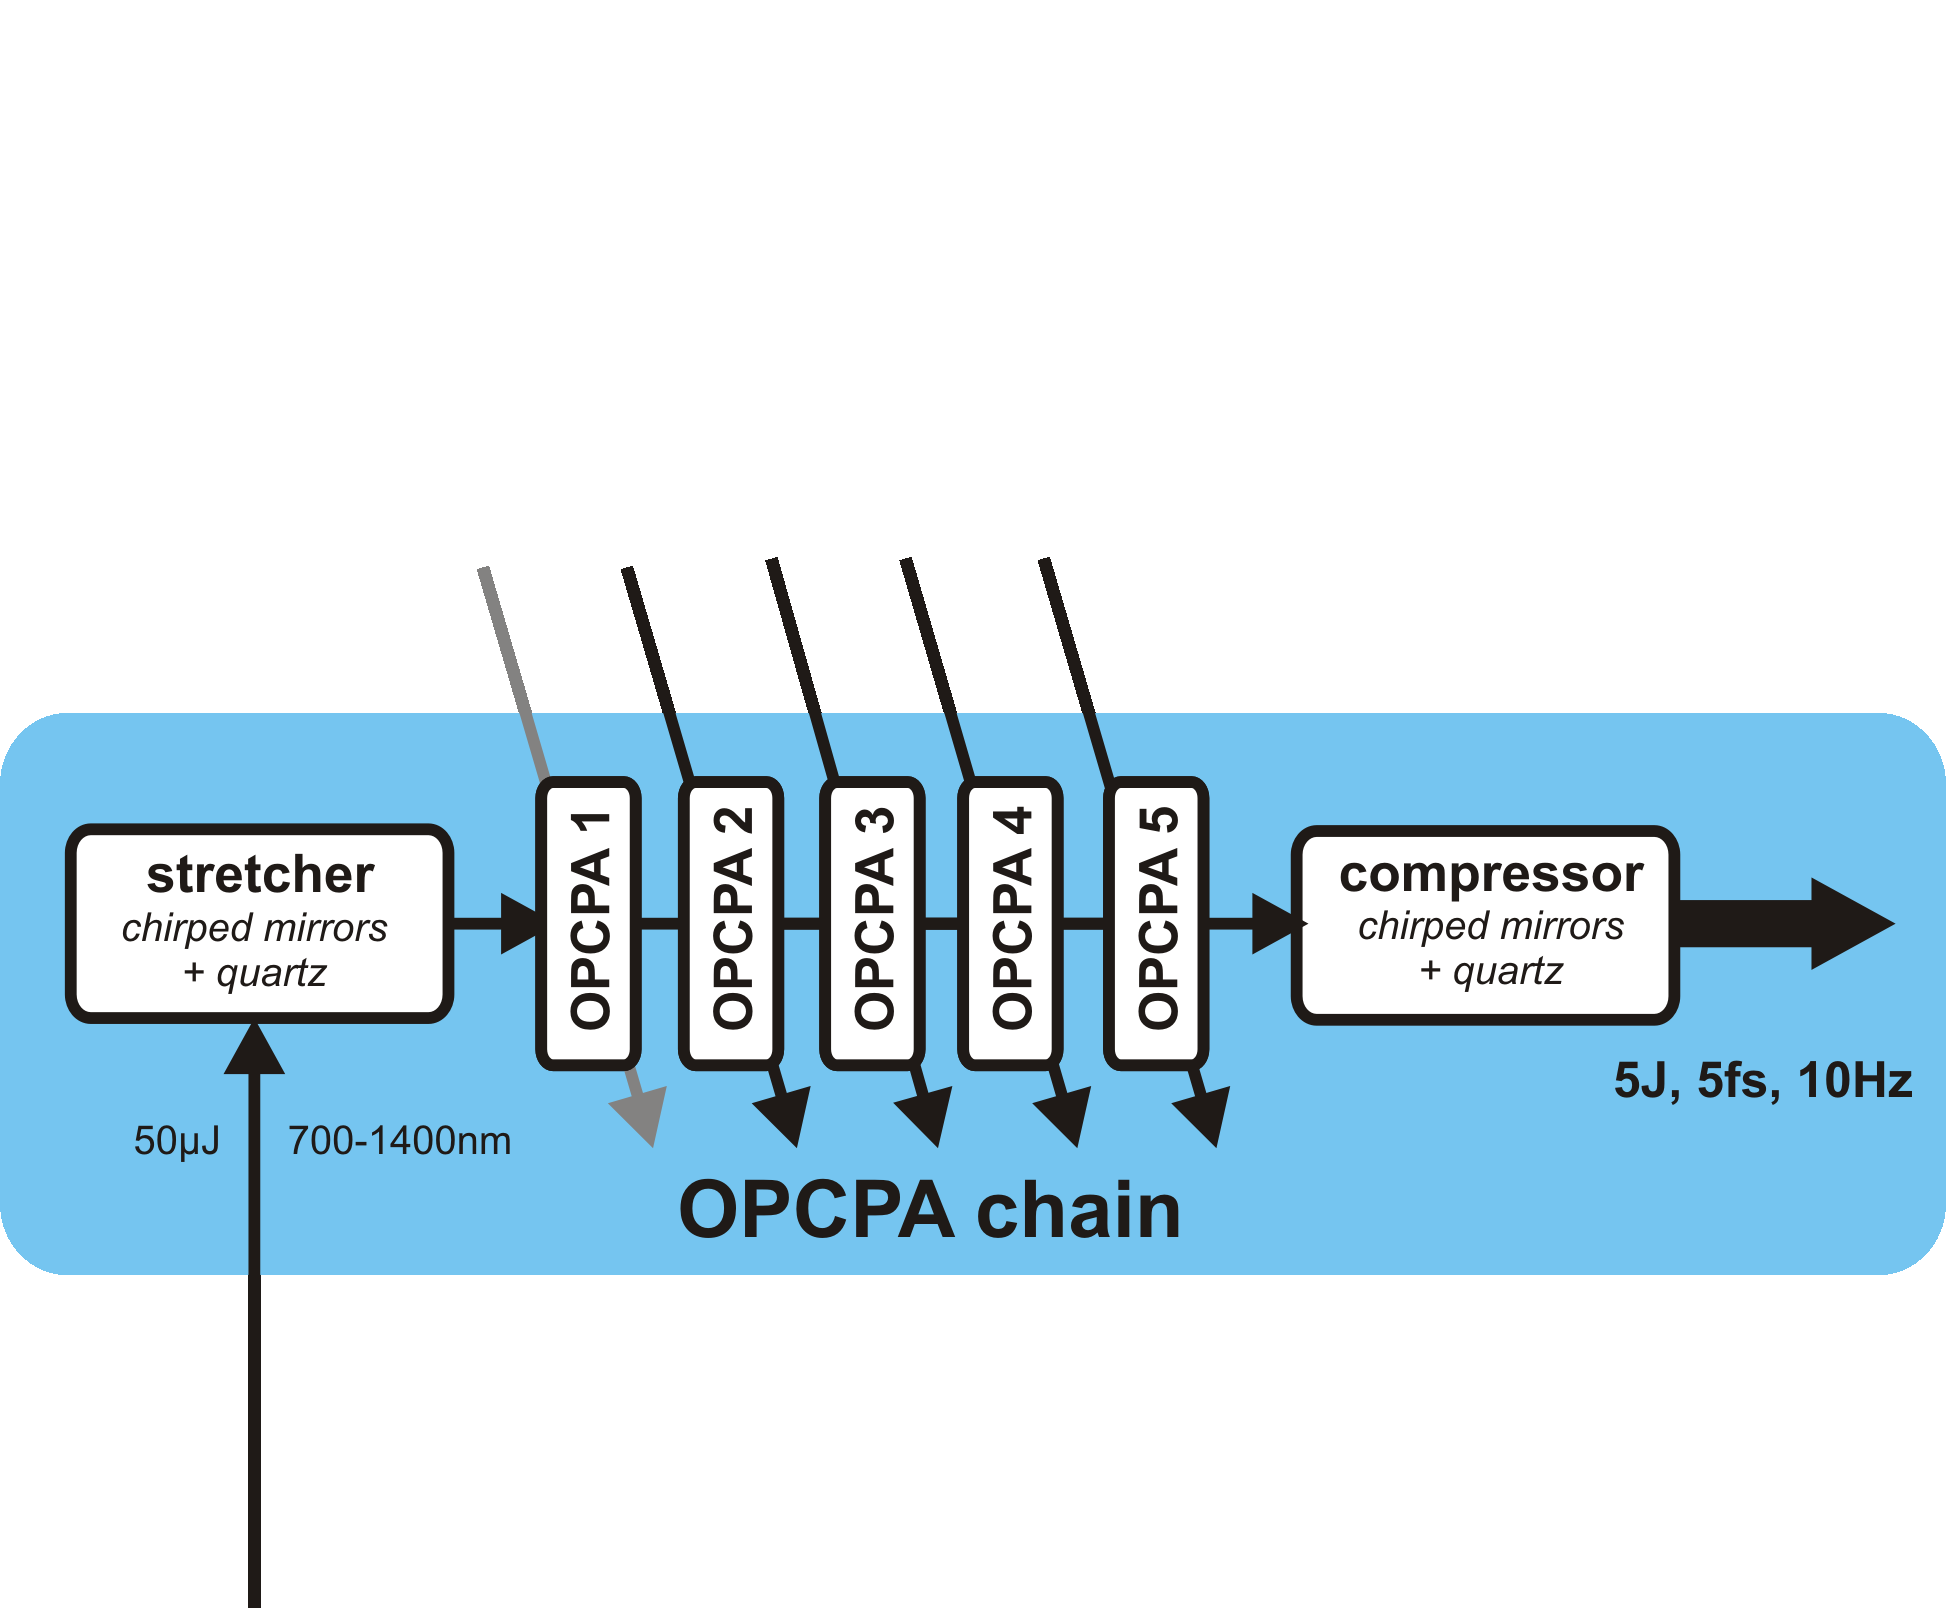 stretcher
chirped mirrors
+ quartz
OPCPA 1
OPCPA 2
OPCPA 3
OPCPA 4
OPCPA 5
compressor
chirped mirrors
+ quartz
5J, 5fs, 10Hz
50µJ 700-1400nm
OPCPA chain